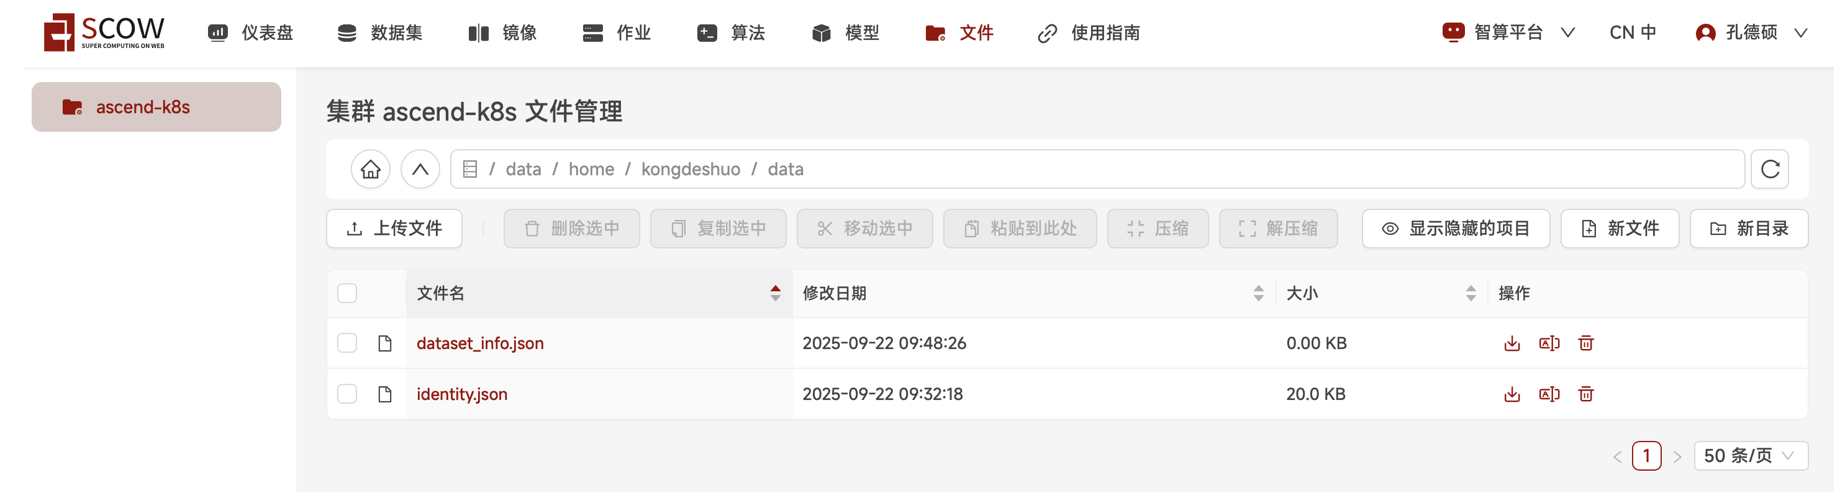 SCOW
SUPER COMPUTING ON WEB
仪表盘 数据集 镜像 作业 算法 模型 文件 使用指南 智算平台 CN 中 孔德硕
ascend-k8s
集群 ascend-k8s 文件管理
/ data / home / kongdeshuo / data
上传文件 删除选中 复制选中 移动选中 粘贴到此处 压缩 解压缩 显示隐藏的项目 新文件 新目录
文件名 修改日期 大小 操作
dataset_info.json 2025-09-22 09:48:26 0.00 KB
identity.json 2025-09-22 09:32:18 20.0 KB
< 1 > 50 条/页